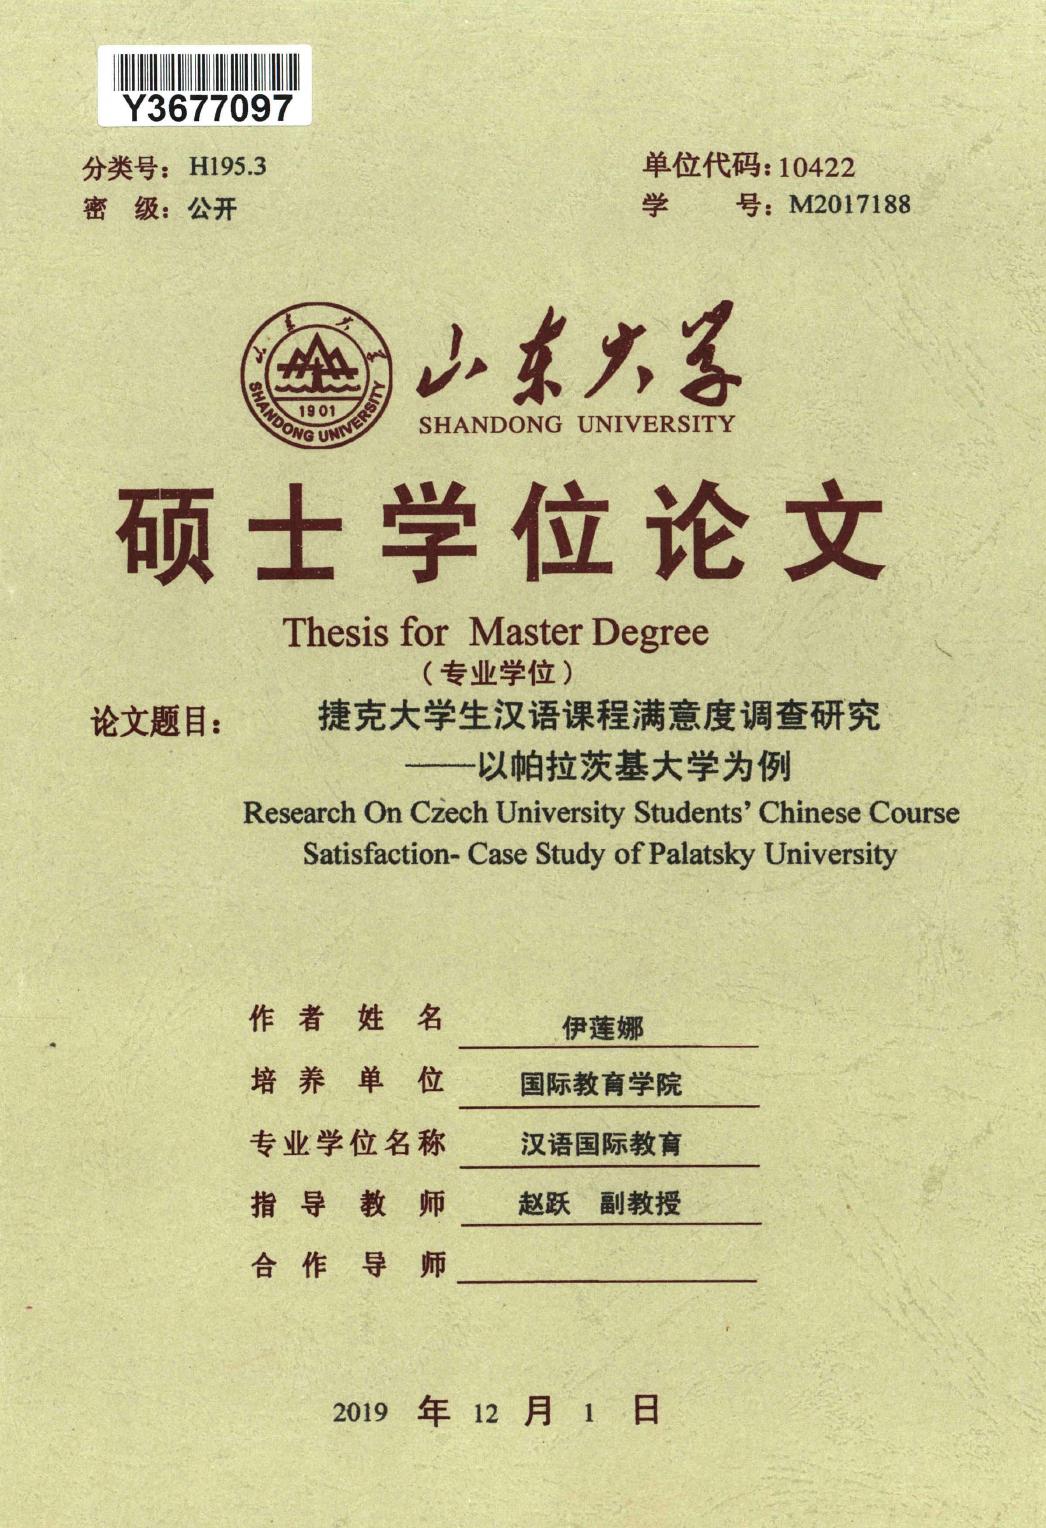 Y3677097
分类号： H195.3
单位代码: 10422
密 级： 公开
学 号： M2017188
山东大学
SHANDONG UNIVERSITY
1901
山东大学
SHANDONG UNIVERSITY
硕士学位论文
Thesis for Master Degree
（专业学位）
论文题目： 捷克大学生汉语课程满意度调查研究
——以帕拉茨基大学为例
Research On Czech University Students' Chinese Course
Satisfaction- Case Study of Palatsky University
作者姓名 伊莲娜
培养单位 国际教育学院
专业学位名称 汉语国际教育
指导教师 赵跃 副教授
合作导师
2019 年 12 月 1 日